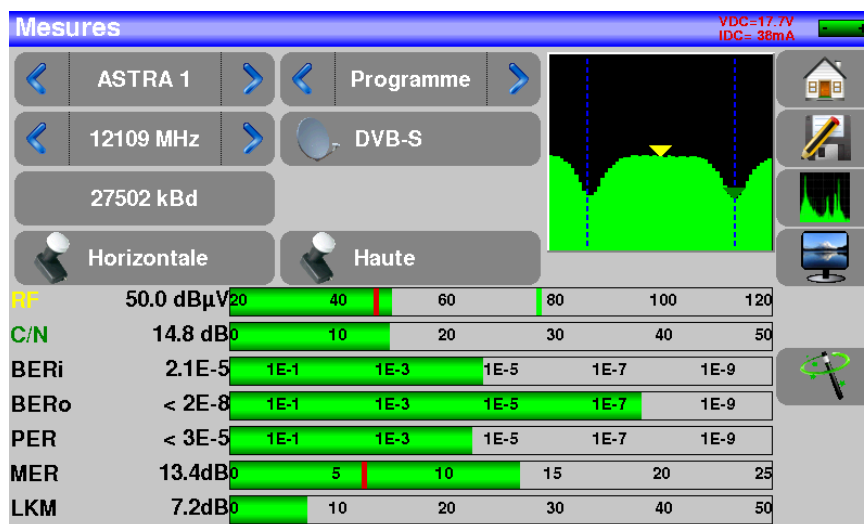 Mesures
VDC=17.7V
IDC= 38mA
- +
ASTRA 1
Programme
12109 MHz
DVB-S
27502 kBd
Horizontale
Haute
RF 50.0 dBµV 20 40 60 80 100 120
C/N 14.8 dB 0 10 20 30 40 50
BERi 2.1E-5 1E-1 1E-3 1E-5 1E-7 1E-9
BERo < 2E-8 1E-1 1E-3 1E-5 1E-7 1E-9
PER < 3E-5 1E-1 1E-3 1E-5 1E-7 1E-9
MER 13.4dB 0 5 10 15 20 25
LKM 7.2dB 0 10 20 30 40 50